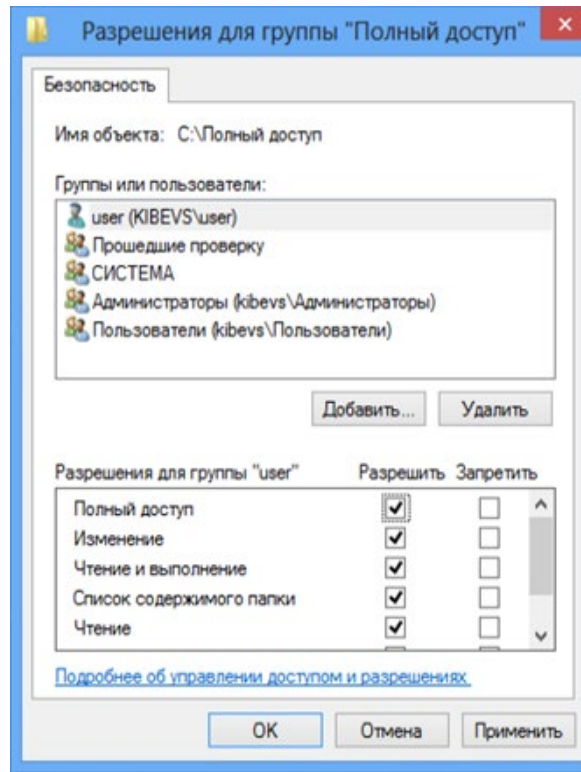 Разрешения для группы "Полный доступ"
Безопасность
Имя объекта: C:\Полный доступ
Группы или пользователи:
user (KIBEVS\user)
Прошедшие проверку
СИСТЕМА
Администраторы (kibevs\Администраторы)
Пользователи (kibevs\Пользователи)
Добавить... Удалить
Разрешения для группы "user" Разрешить Запретить
Полный доступ
Изменение
Чтение и выполнение
Список содержимого папки
Чтение
Подробнее об управлении доступом и разрешениях
ОК Отмена Применить